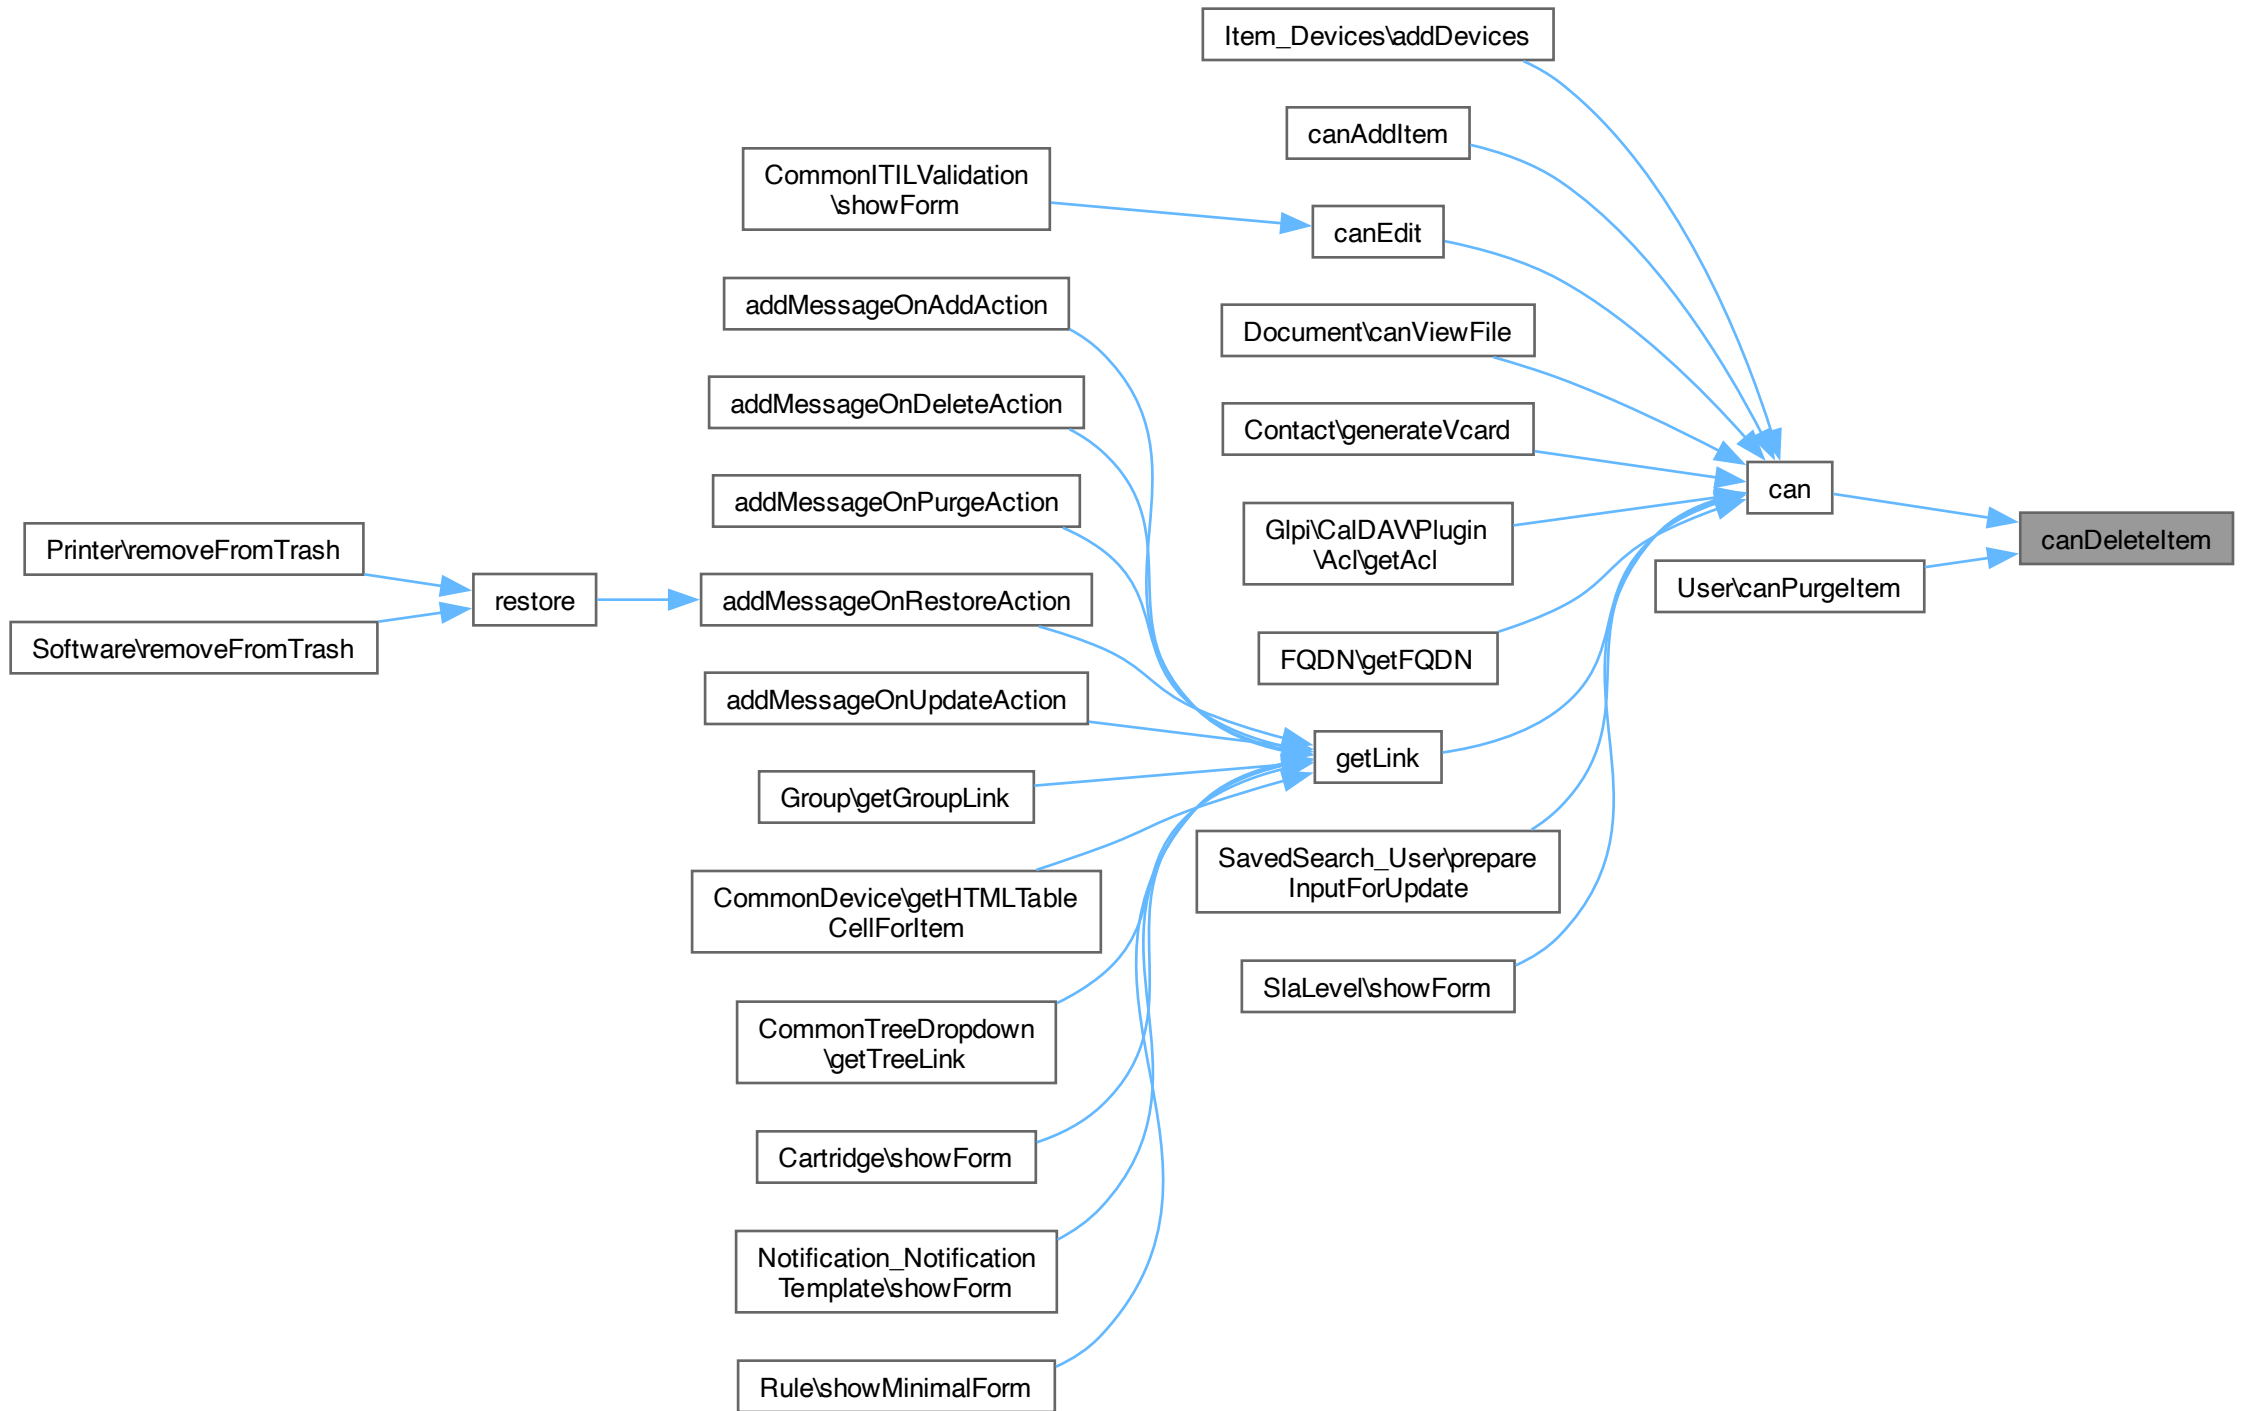 Item_Devices\addDevices
canAddItem
CommonITILValidation
\showForm
canEdit
addMessageOnAddAction
Document\canViewFile
addMessageOnDeleteAction
Contact\generateVcard
addMessageOnPurgeAction
can
Glpi\CalDAV\Plugin
\Acl\getAcl
canDeleteItem
Printer\removeFromTrash
User\canPurgeItem
restore
addMessageOnRestoreAction
Software\removeFromTrash
FQDN\getFQDN
addMessageOnUpdateAction
getLink
Group\getGroupLink
SavedSearch_User\prepare
InputForUpdate
CommonDevice\getHTMLTable
CellForItem
SlaLevel\showForm
CommonTreeDropdown
\getTreeLink
Cartridge\showForm
Notification_Notification
Template\showForm
Rule\showMinimalForm